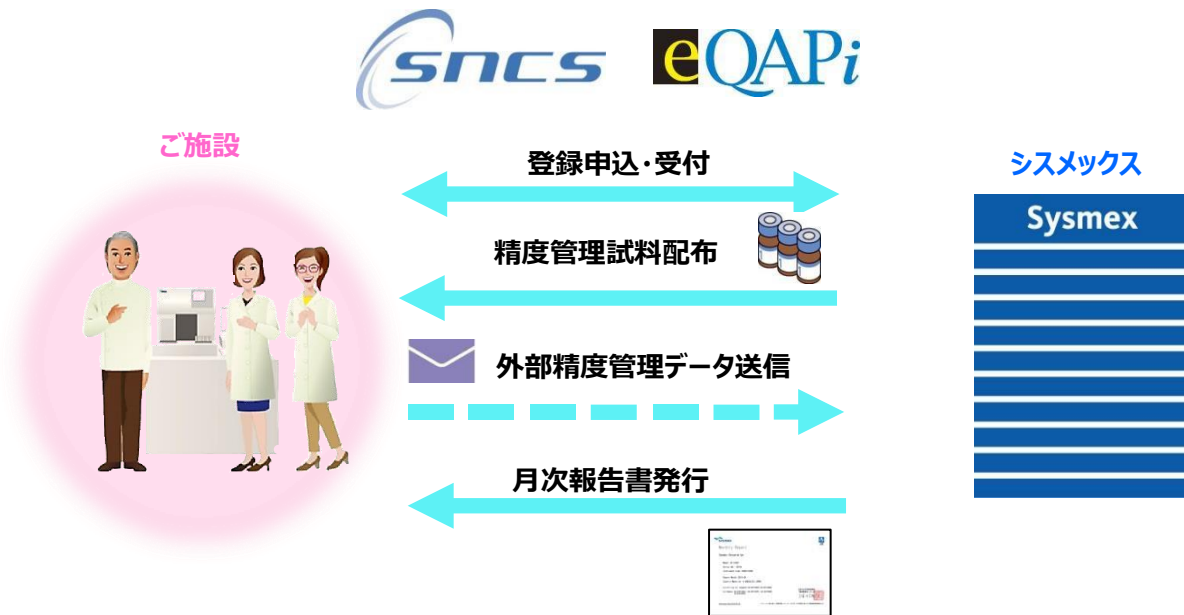 sncs eQAPi
ご施設
登録申込・受付
シスメックス
Sysmex
精度管理試料配布
外部精度管理データ送信
月次報告書発行
Monthly Report